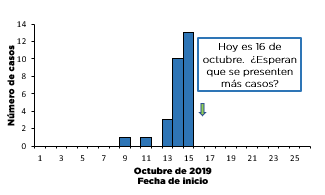 14
12
10
8
6
4
2
0
Número de casos
Hoy es 16 de
octubre. ¿Esperan
que se presenten
más casos?
1 3 5 7 9 11 13 15 17 19 21 23 25
Octubre de 2019
Fecha de inicio